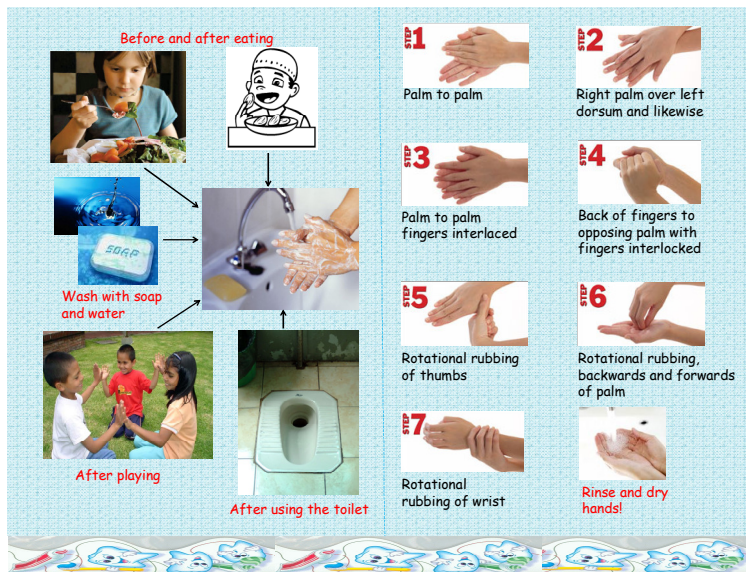 Before and after eating
SOAP
Wash with soap
and water
After playing
After using the toilet
STEP 1
Palm to palm
STEP 2
Right palm over left
dorsum and likewise
STEP 3
Palm to palm
fingers interlaced
STEP 4
Back of fingers to
opposing palm with
fingers interlocked
STEP 5
Rotational rubbing
of thumbs
STEP 6
Rotational rubbing,
backwards and forwards
of palm
STEP 7
Rotational
rubbing of wrist
Rinse and dry
hands!